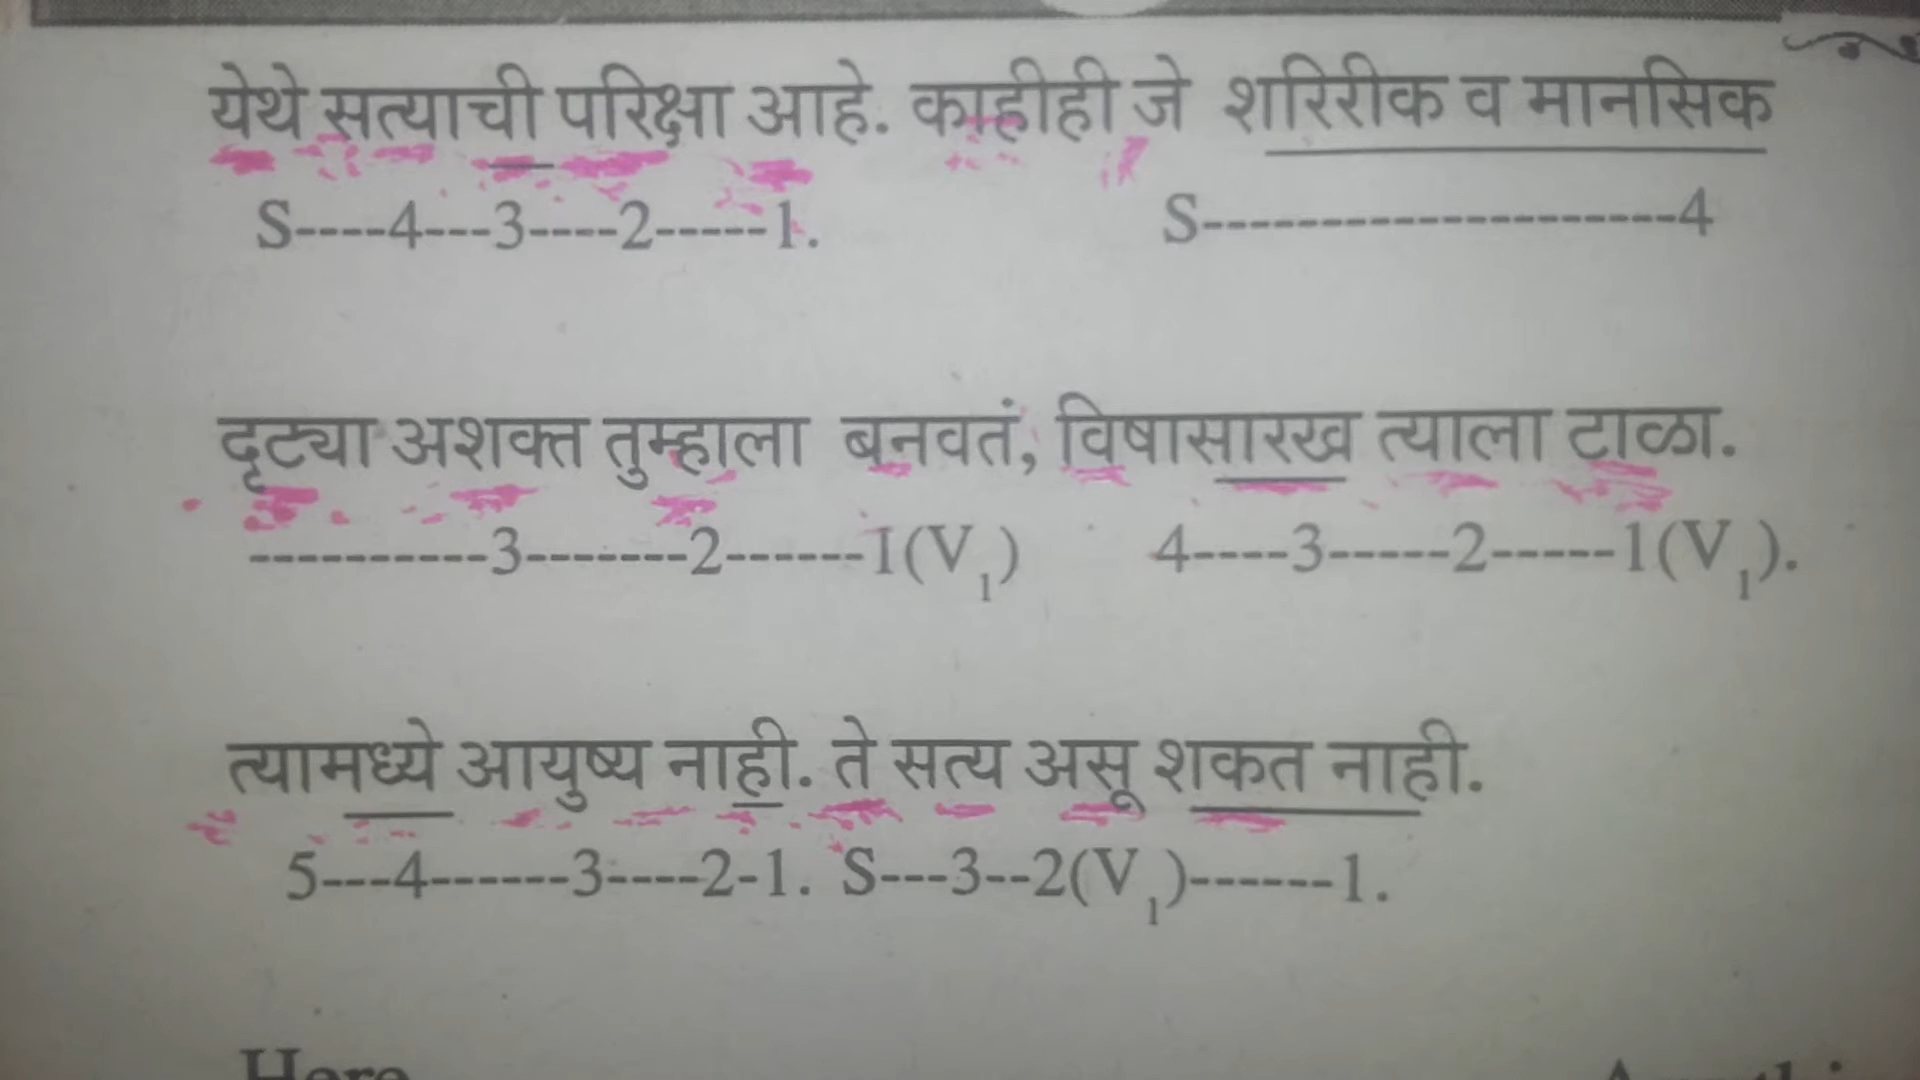 येथे सत्याची परिक्षा आहे. काहीही जे शरिरीक व मानसिक
S----4---3----2-----1. S--------------------4
दृट्या अशक्त तुम्हाला बनवतं, विषासारख त्याला टाळा.
----------3-------2------1(V1) 4----3-----2-----1(V1).
त्यामध्ये आयुष्य नाही. ते सत्य असू शकत नाही.
5---4------3----2-1. S---3--2(V1)------1.
Here